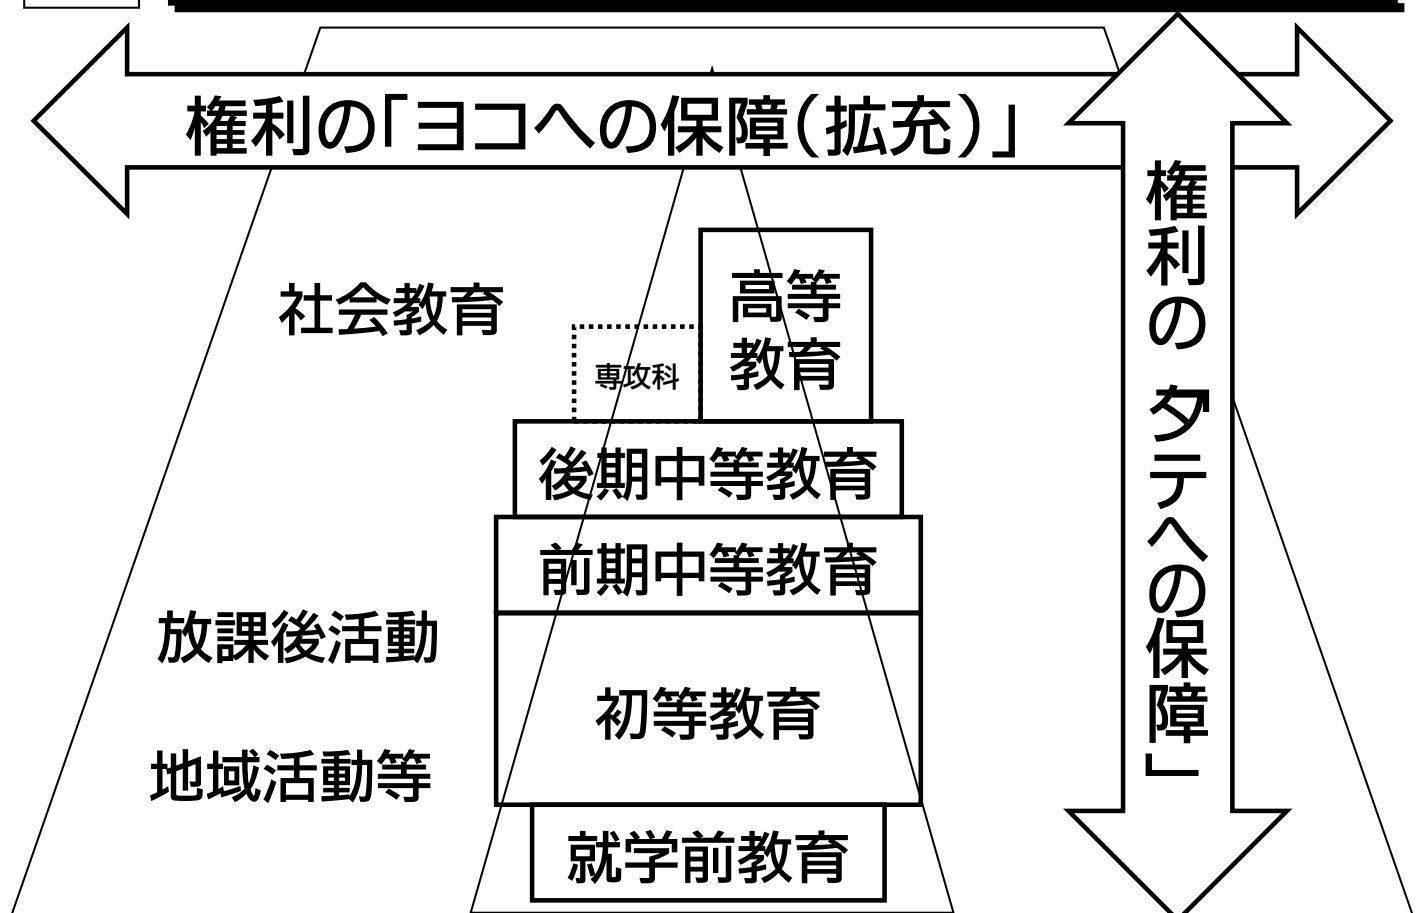 権利の「ヨコへの保障(拡充)」
権利の「タテへの保障」
社会教育
高等
教育
専攻科
後期中等教育
前期中等教育
放課後活動
初等教育
地域活動等
就学前教育